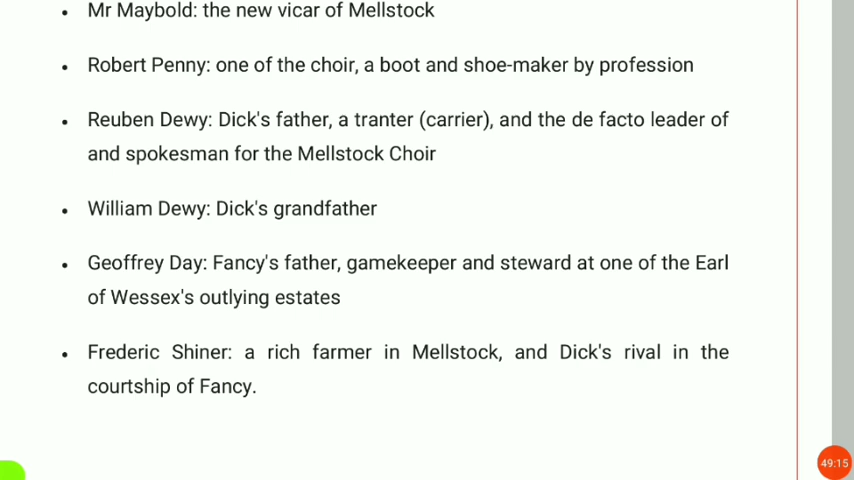 • Mr Maybold: the new vicar of Mellstock
• Robert Penny: one of the choir, a boot and shoe-maker by profession
• Reuben Dewy: Dick's father, a tranter (carrier), and the de facto leader of
and spokesman for the Mellstock Choir
• William Dewy: Dick's grandfather
• Geoffrey Day: Fancy's father, gamekeeper and steward at one of the Earl
of Wessex's outlying estates
• Frederic Shiner: a rich farmer in Mellstock, and Dick's rival in the
courtship of Fancy.
49:15